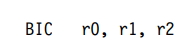 BIC r0, r1, r2